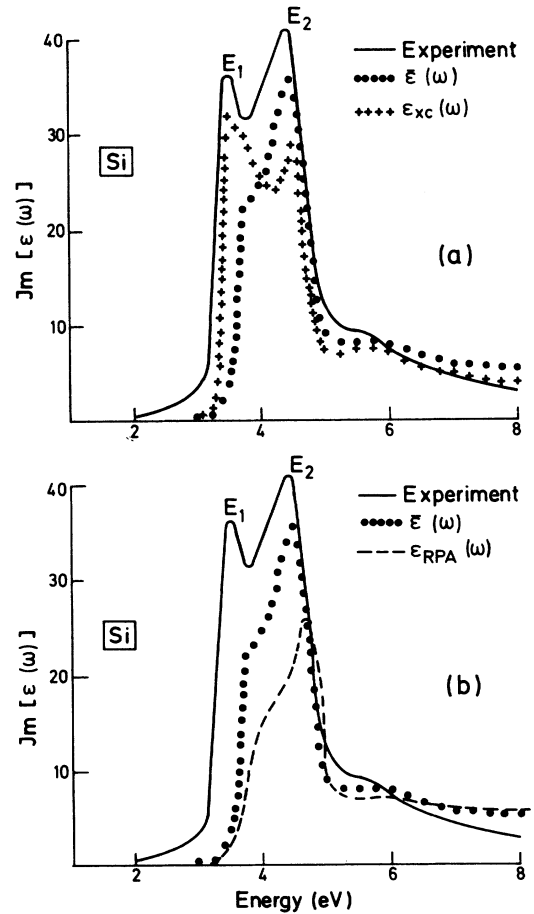 40
E1
E2
Experiment
ε̄ (ω)
εxc (ω)
30
Si
20
Jm [ ε (ω) ]
(a)
10
2
4
6
8
40
E1
E2
Experiment
ε̄ (ω)
εRPA (ω)
30
Si
20
Jm [ ε (ω) ]
(b)
10
2
4
6
8
Energy (eV)